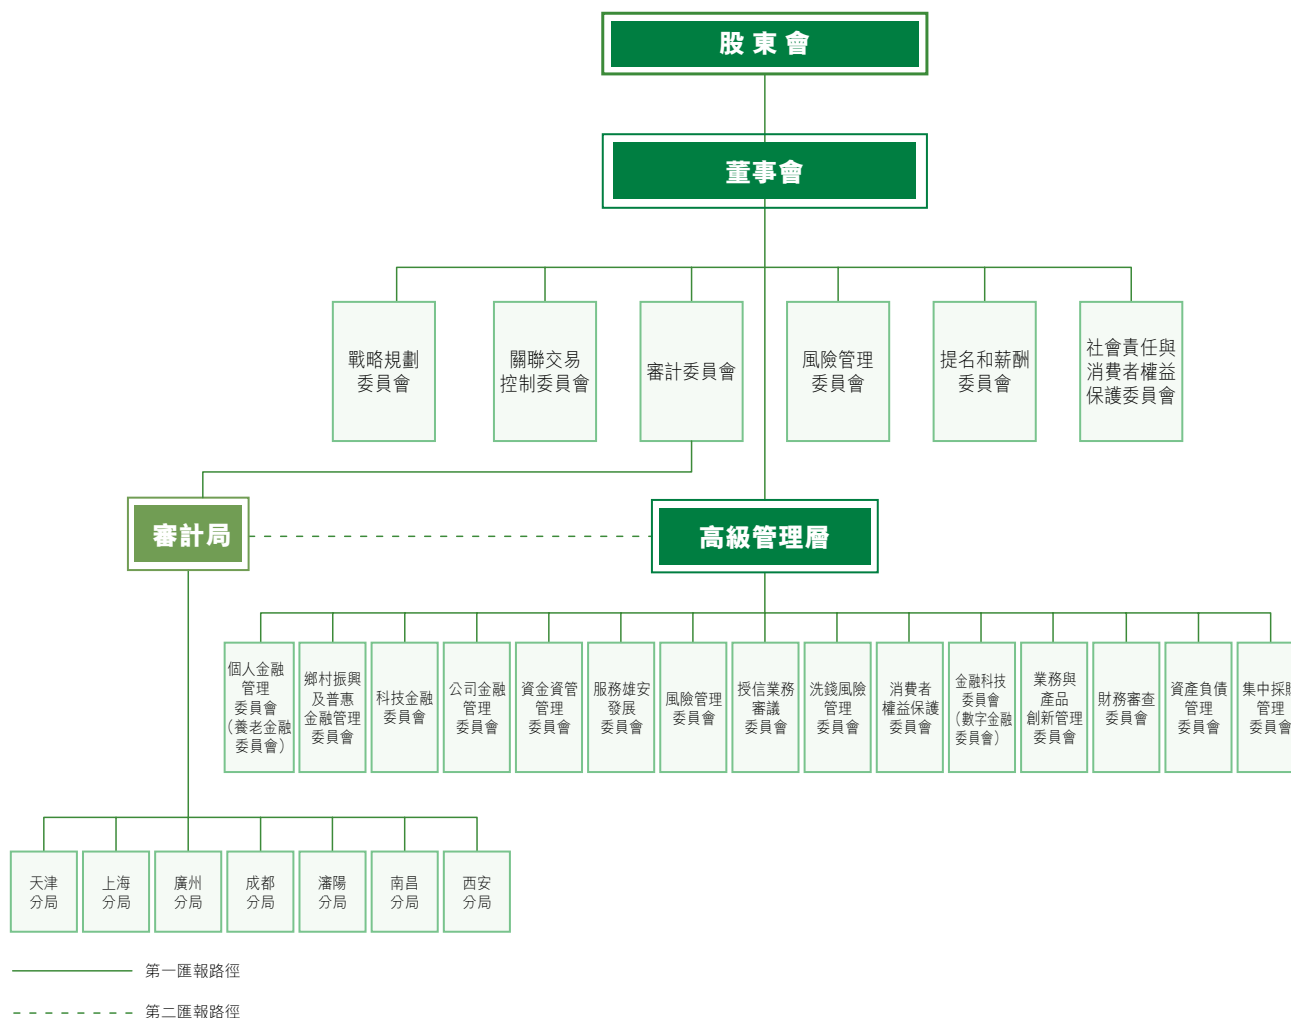 股東會
董事會
戰略規劃
委員會
關聯交易
控制委員會
審計委員會
風險管理
委員會
提名和薪酬
委員會
社會責任與
消費者權益
保護委員會
審計局
高級管理層
個人金融
管理
委員會
（養老金融
委員會）
鄉村振興
及普惠
金融管理
委員會
科技金融
委員會
公司金融
管理
委員會
資金資管
管理
委員會
服務雄安
發展
委員會
風險管理
委員會
授信業務
審議
委員會
洗錢風險
管理
委員會
消費者
權益保護
委員會
金融科技
委員會
（數字金融
委員會）
業務與
產品
創新管理
委員會
財務審查
委員會
資產負債
管理
委員會
集中採購
管理
委員會
天津
分局
上海
分局
廣州
分局
成都
分局
瀋陽
分局
南昌
分局
西安
分局
第一匯報路徑
第二匯報路徑